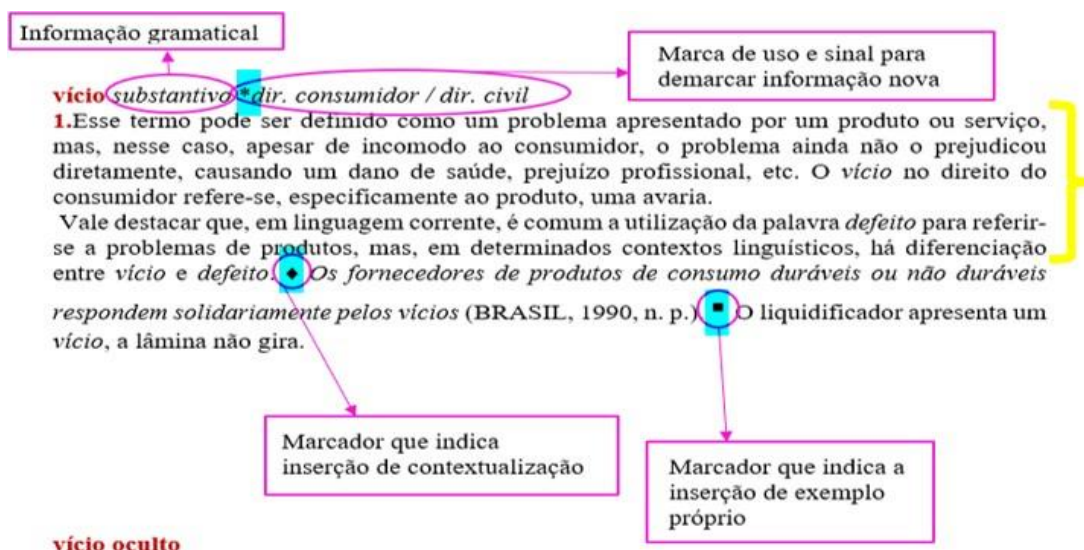 Informação gramatical
Marca de uso e sinal para
demarcar informação nova
vício substantivo *dir. consumidor / dir. civil
1.Esse termo pode ser definido como um problema apresentado por um produto ou serviço,
mas, nesse caso, apesar de incomodo ao consumidor, o problema ainda não o prejudicou
diretamente, causando um dano de saúde, prejuízo profissional, etc. O vício no direito do
consumidor refere-se, especificamente ao produto, uma avaria.
Vale destacar que, em linguagem corrente, é comum a utilização da palavra defeito para referir-
se a problemas de produtos, mas, em determinados contextos linguísticos, há diferenciação
entre vício e defeito. ♦ Os fornecedores de produtos de consumo duráveis ou não duráveis
respondem solidariamente pelos vícios (BRASIL, 1990, n. p.) ■ O liquidificador apresenta um
vício, a lâmina não gira.
Marcador que indica
inserção de contextualização
Marcador que indica a
inserção de exemplo
próprio
vício oculto